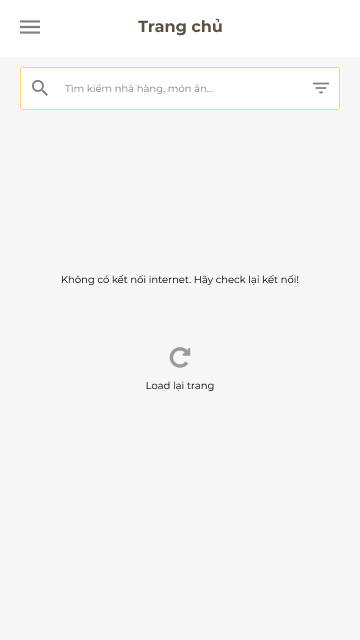 Trang chủ
Tìm kiếm nhà hàng, món ăn...
Không có kết nối internet. Hãy check lại kết nối!
Load lại trang